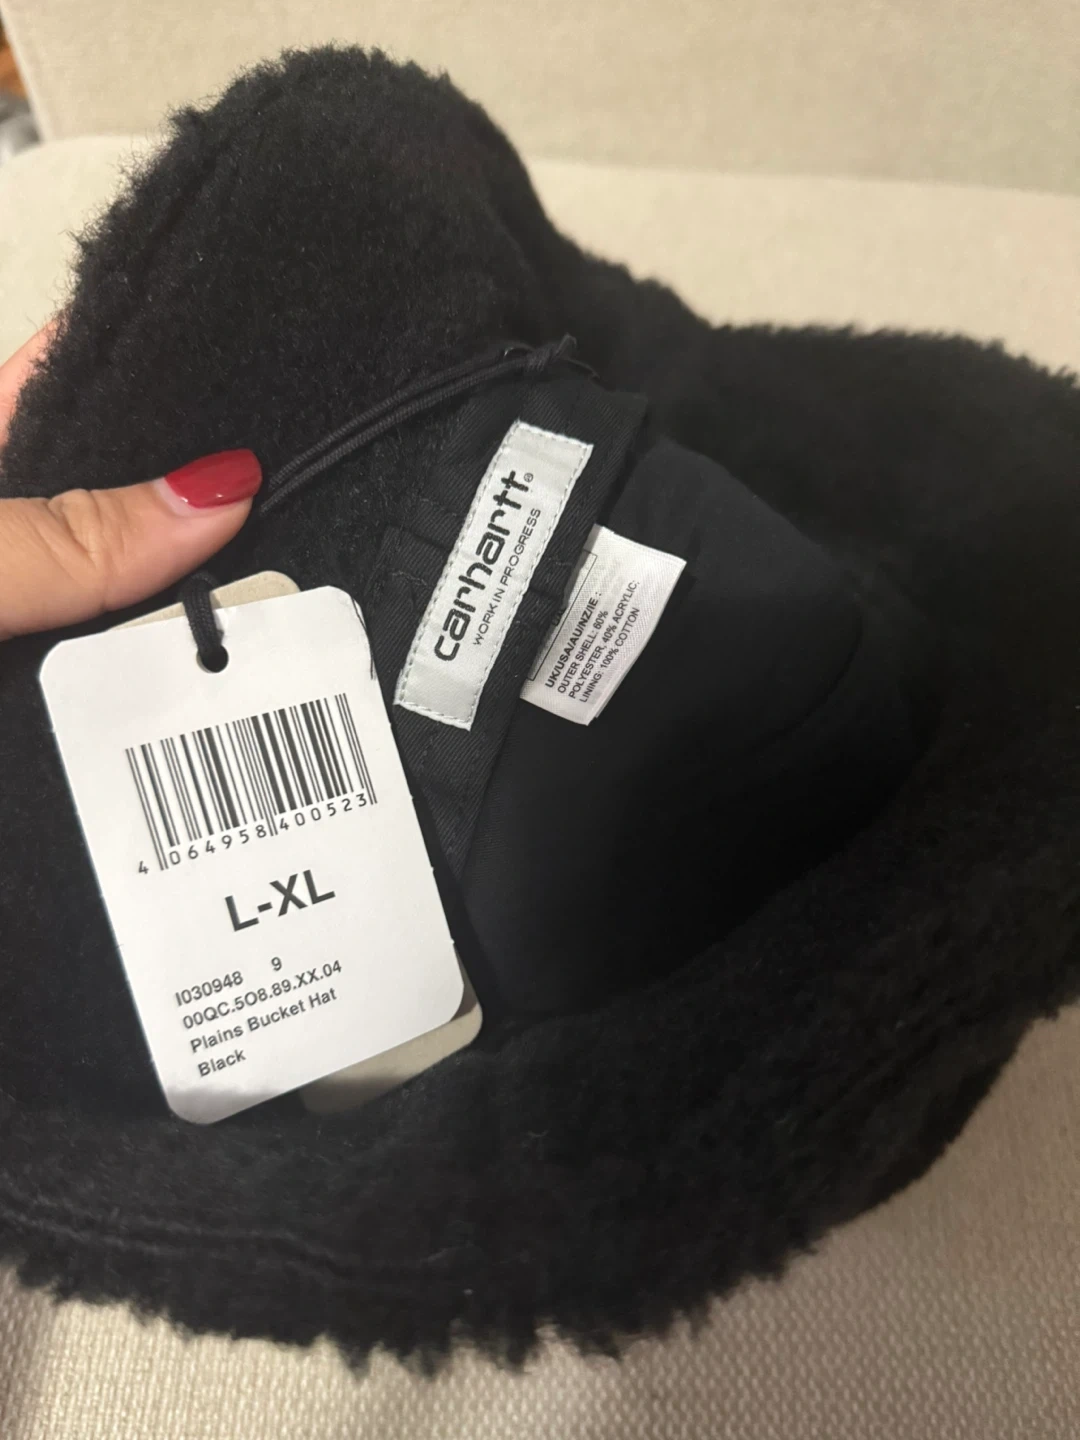 carhartt®
WORK IN PROGRESS
UK/USA/AU/NZ/IE:
OUTER SHELL: 60%
POLYESTER, 40% ACRYLIC.
LINING: 100% COTTON
4 064958 400523
L-XL
I030948 9
00QC.5O8.89.XX.04
Plains Bucket Hat
Black